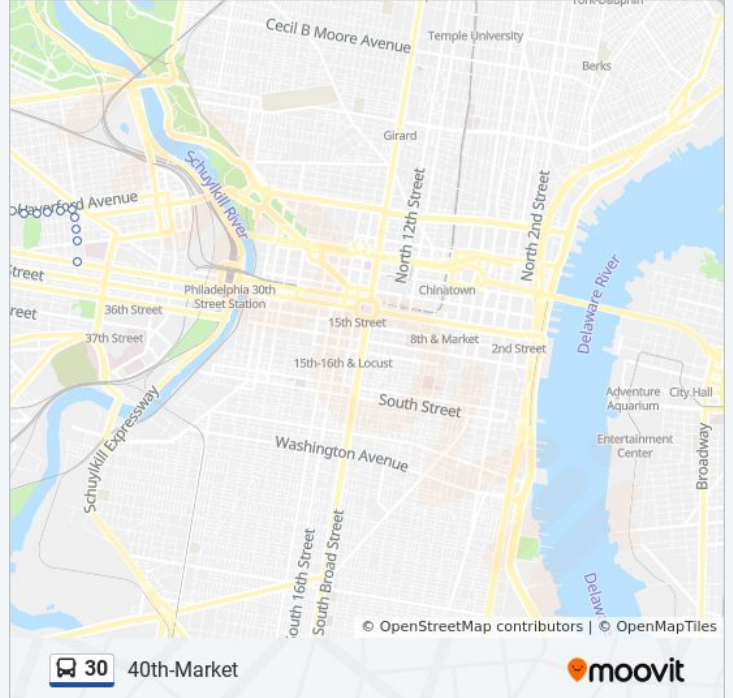 York-Dauphin
Cecil B Moore Avenue
Temple University
Berks
Girard
Schuylkill River
Haverford Avenue
North 12th Street
North 2nd Street
Delaware River
treet
Philadelphia 30th
Street Station
Chinatown
reet
36th Street
15th Street
37th Street
8th & Market
2nd Street
15th-16th & Locust
Adventure
Aquarium
City Hall
South Street
Schuylkill Expressway
Washington Avenue
Entertainment
Center
Broadway
outh 16th Street
South Broad Street
Delaw
© OpenStreetMap contributors | © OpenMapTiles
30 40th-Market
moovit